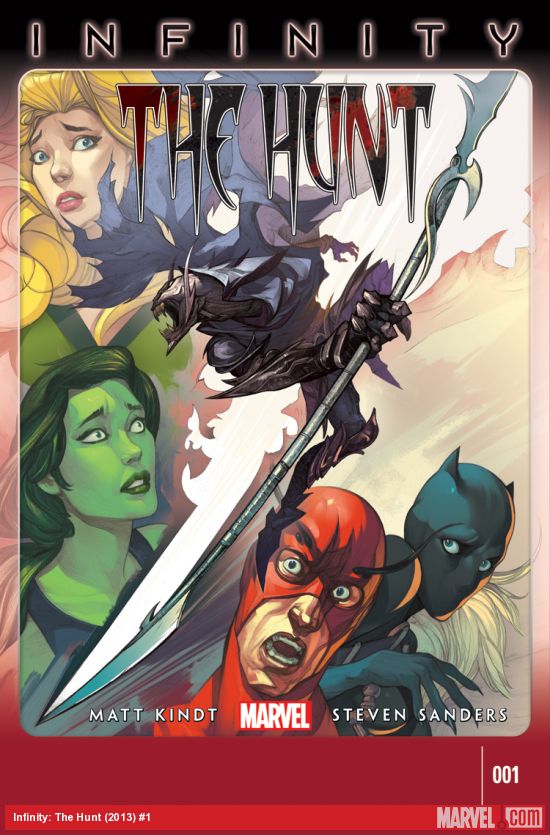 INFINITY
THE HUNT
MATT KINDT MARVEL STEVEN SANDERS
001
Infinity: The Hunt (2013) #1
MARVEL.com